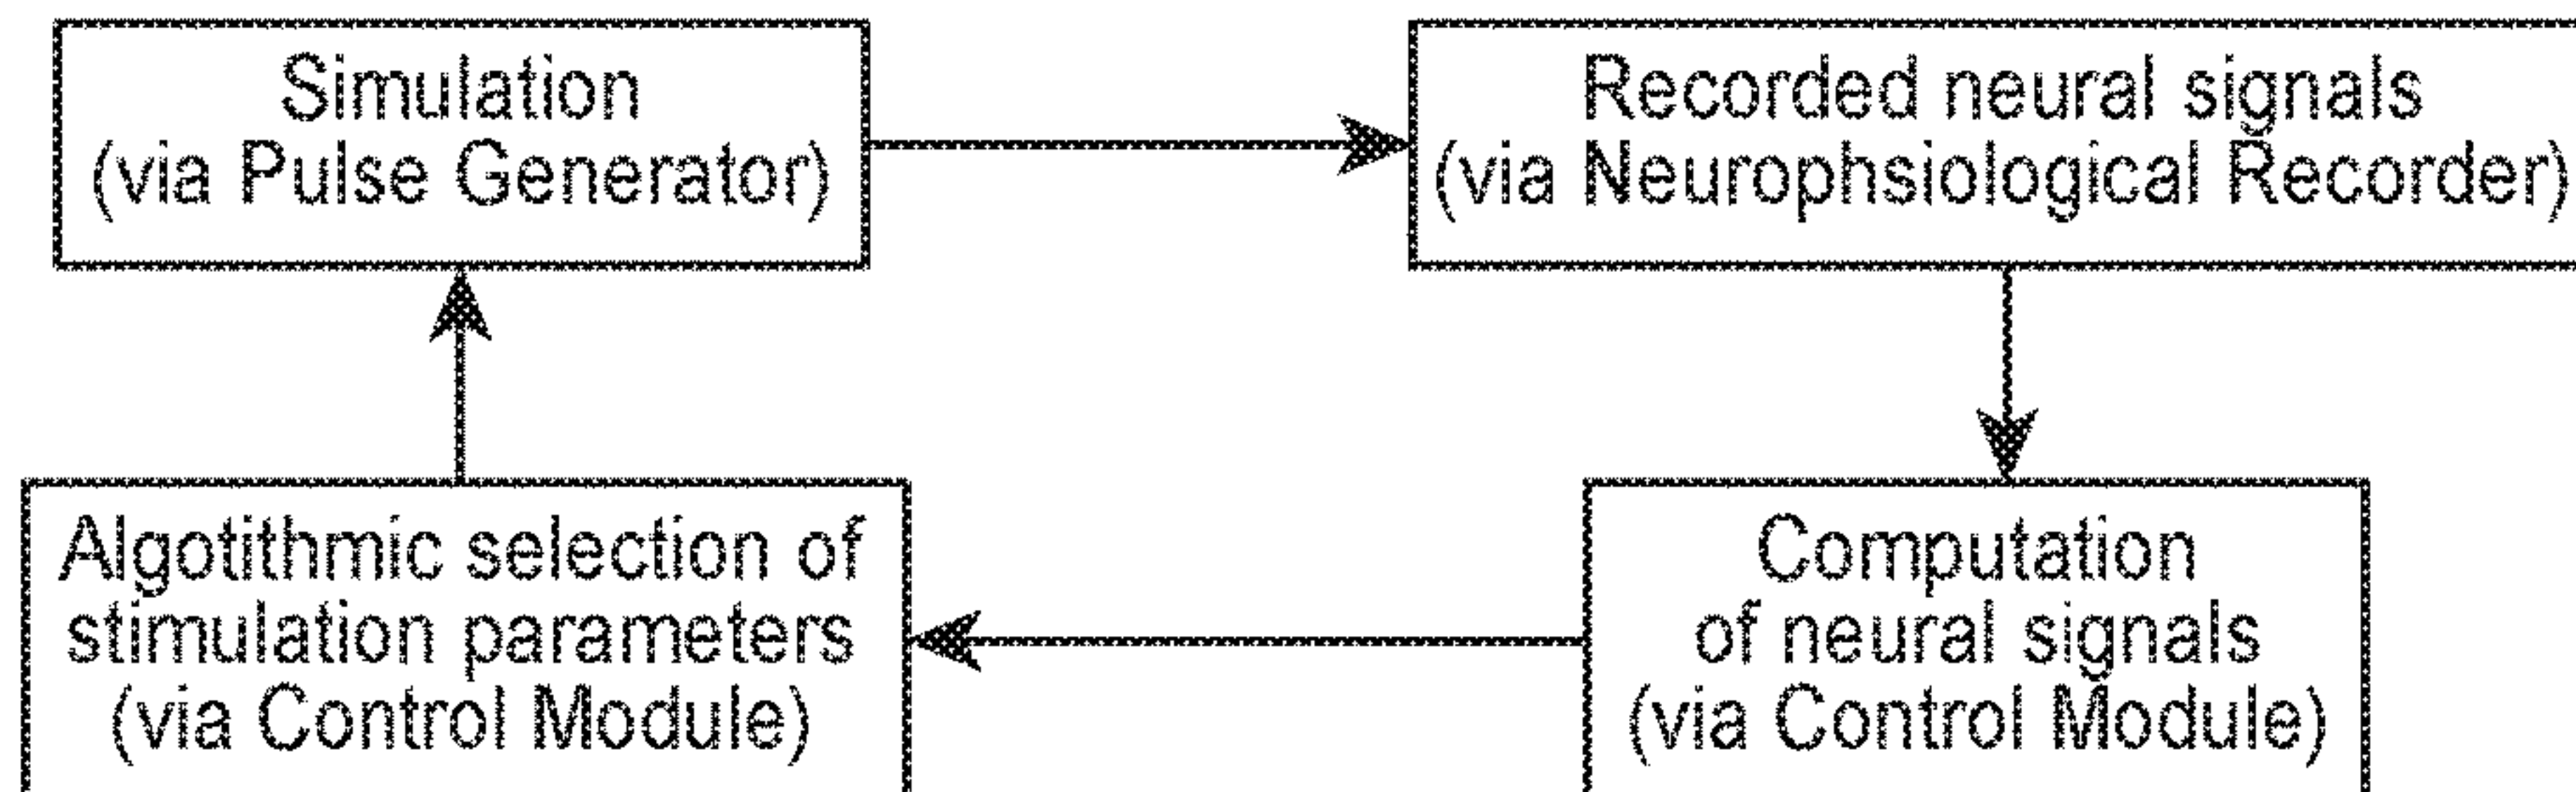 Simulation
(via Pulse Generator)
Recorded neural signals
(via Neurophsiological Recorder)
Algotithmic selection of
stimulation parameters
(via Control Module)
Computation
of neural signals
(via Control Module)